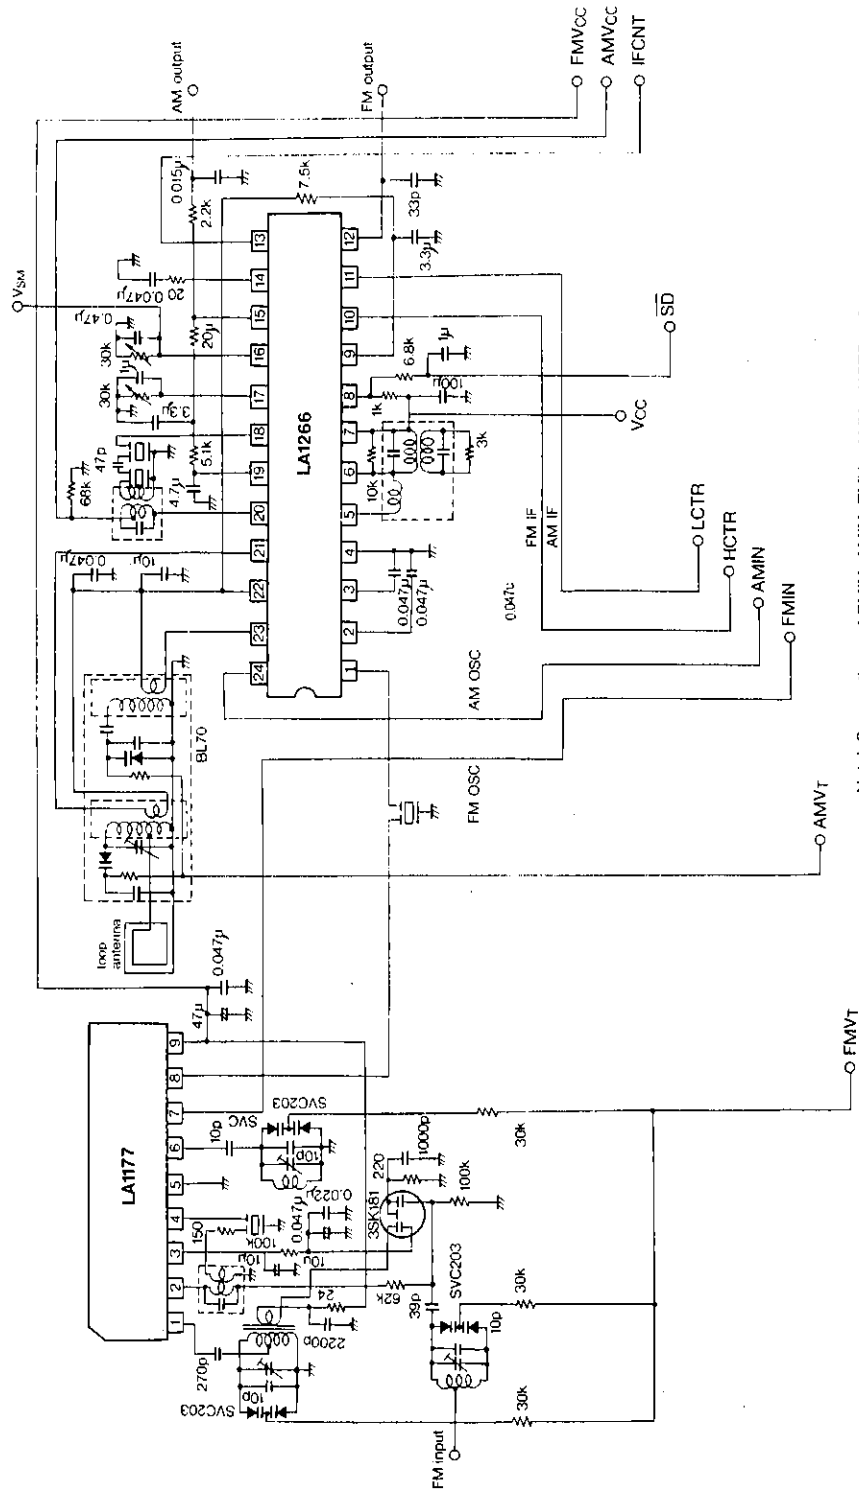 FMVCC
AMVCC
IFCNT
AM output
FM output
VSM
0.015μ
2.2k
7.5k
33p
3.3μ
20
0.047μ
0.47μ
30k
1μ
30k
3.3μ
20μ
47p
68k
5.1k
4.7μ
0.047μ
10μ
13
14
15
16
17
18
19
20
21
22
23
24
LA1266
12
11
10
9
8
7
6
5
4
3
2
1
6.8k
1μ
1k
100μ
10k
3k
0.047μ
0.047μ
0.047μ
SD
VCC
FM IF
AM IF
LCTR
HCTR
AMIN
FMIN
AM OSC
FM OSC
BL70
loop
antenna
AMVT
0.047μ
47μ
LA1177
9
8
7
6
5
4
3
2
1
10p
SVC
SVC203
10p
150
100k
0.047μ
0.022μ
10μ
10μ
3SK181
220
1000p
100k
24
62k
2200p
39p
SVC203
10p
270p
10p
SVC203
30k
30k
30k
FM input
FMVT